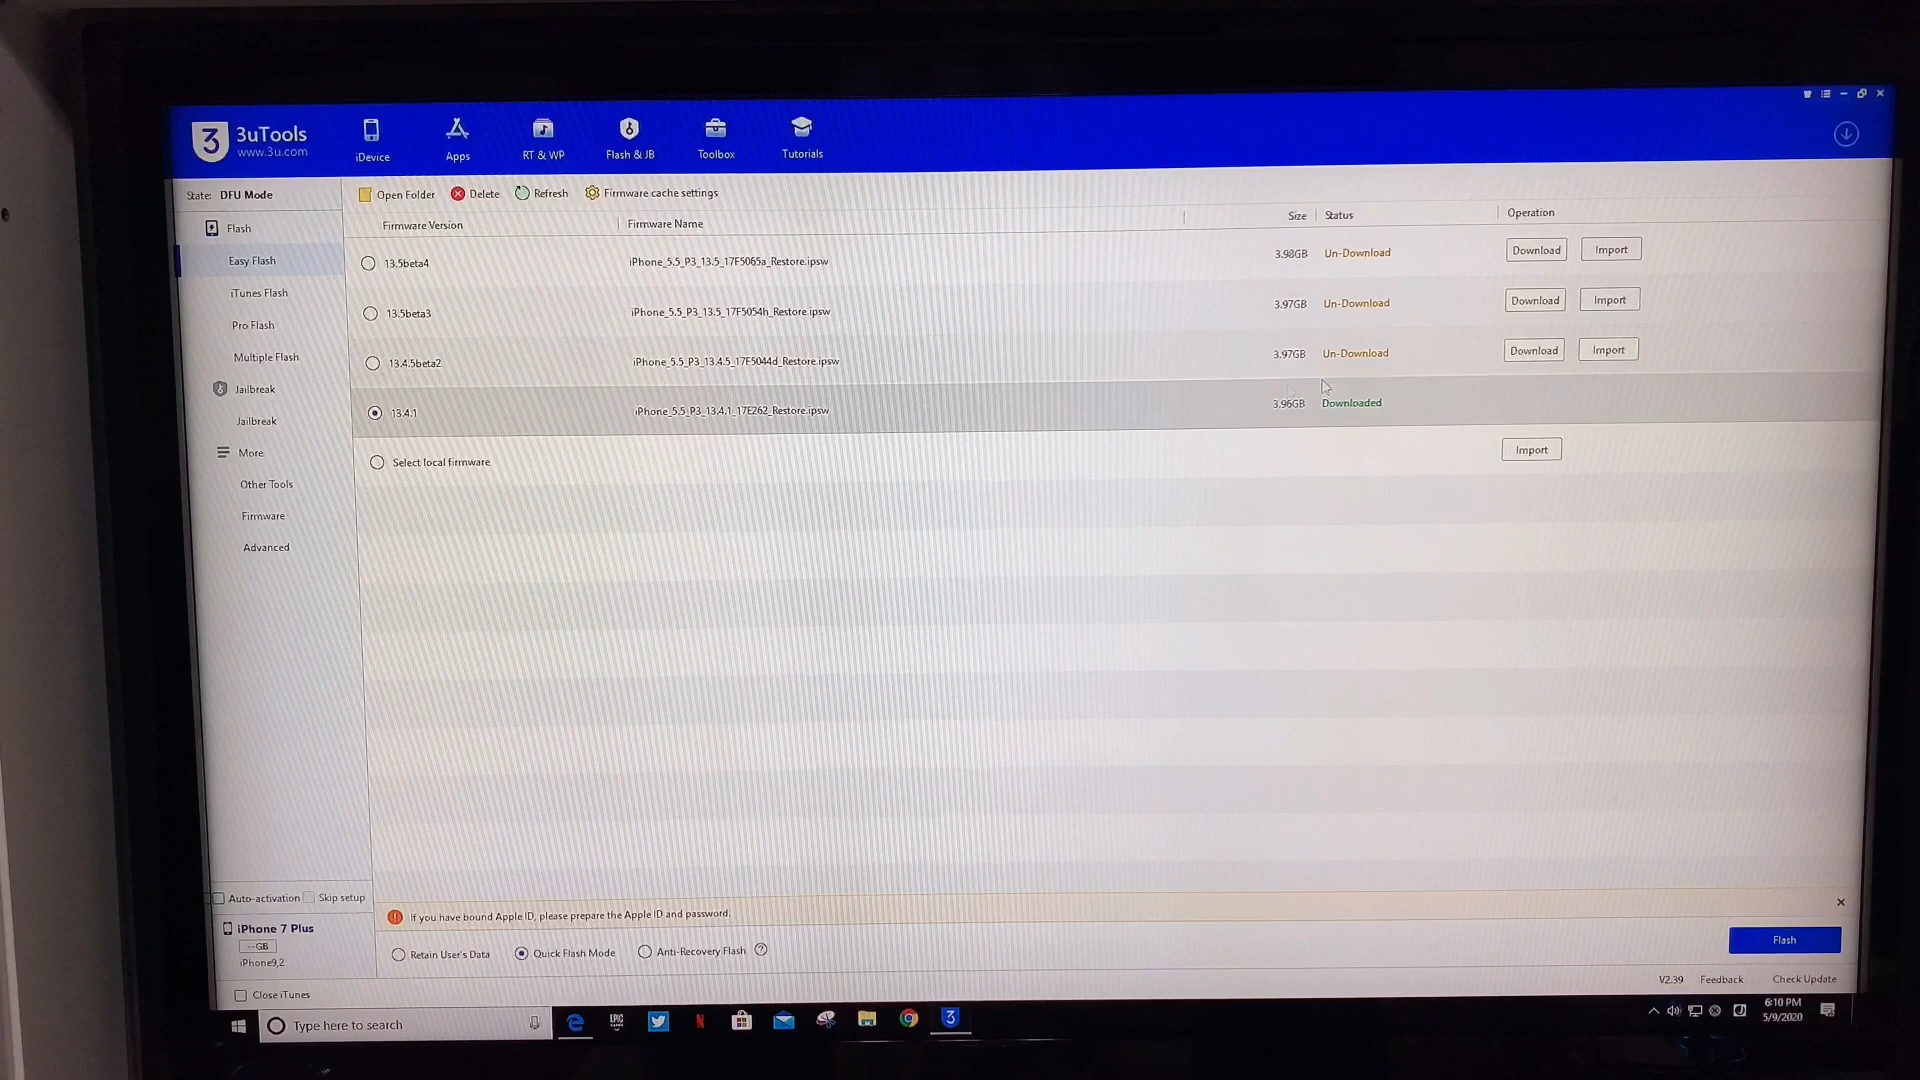 3 3uTools
www.3u.com
iDevice
Apps
RT & WP
Flash & JB
Toolbox
Tutorials
State: DFU Mode
Open Folder
Delete
Refresh
Firmware cache settings
Flash
Easy Flash
iTunes Flash
Pro Flash
Multiple Flash
Jailbreak
Jailbreak
More
Other Tools
Firmware
Advanced
Firmware Version Firmware Name Size Status Operation
13.5beta4 iPhone_5.5_P3_13.5_17F5065a_Restore.ipsw 3.98GB Un-Download Download Import
13.5beta3 iPhone_5.5_P3_13.5_17F5054h_Restore.ipsw 3.97GB Un-Download Download Import
13.4.5beta2 iPhone_5.5_P3_13.4.5_17F5044d_Restore.ipsw 3.97GB Un-Download Download Import
13.4.1 iPhone_5.5_P3_13.4.1_17E262_Restore.ipsw 3.96GB Downloaded
Select local firmware Import
Auto-activation Skip setup
iPhone 7 Plus
--GB
iPhone9,2
Close iTunes
If you have bound Apple ID, please prepare the Apple ID and password.
Retain User's Data Quick Flash Mode Anti-Recovery Flash ?
Flash
V2.39 Feedback Check Update
Type here to search
EPIC
GAMES
N
3
6:10 PM
5/9/2020